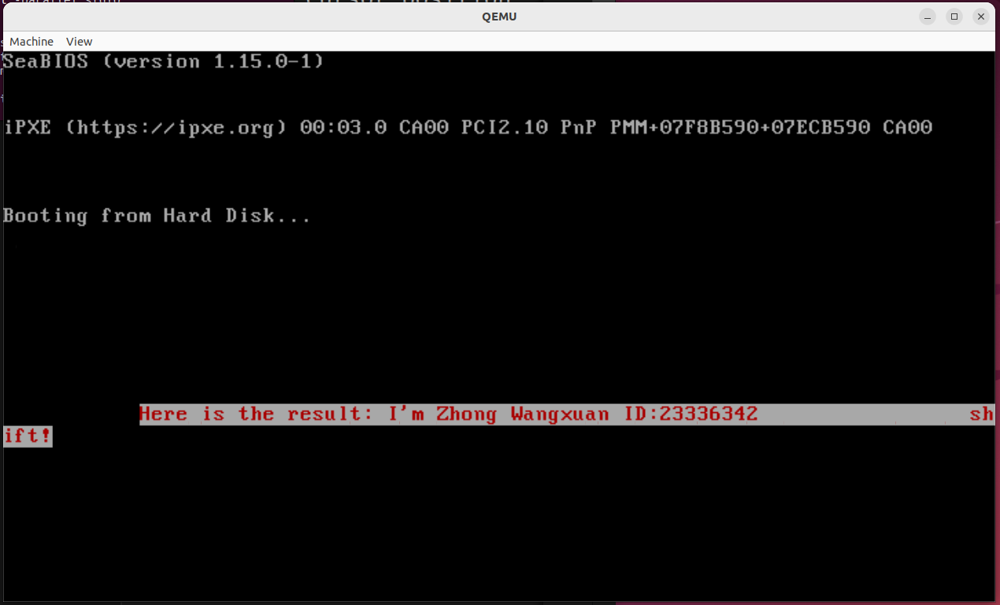 QEMU
Machine View
SeaBIOS (version 1.15.0-1)
iPXE (https://ipxe.org) 00:03.0 CA00 PCI2.10 PnP PMM+07F8B590+07ECB590 CA00
Booting from Hard Disk...
Here is the result: I'm Zhong Wangxuan ID:23336342 sh
ift!